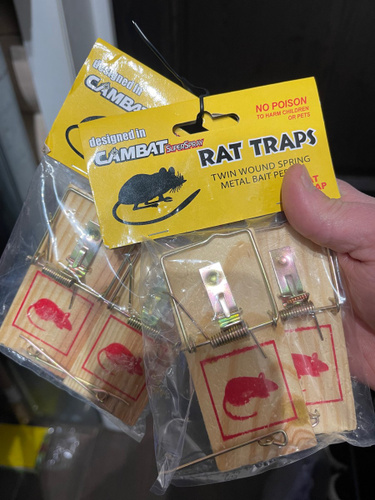 designed in
CAMBAT
designed in
CAMBAT SUPERSPRING
RAT TRAPS
TWIN WOUND SPRING
METAL BAIT
NO POISON
TO HARM CHILDREN
OR PETS